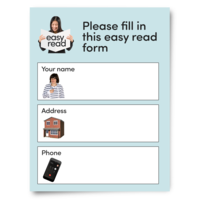 easy
read
Please fill in
this easy read
form
Your name
Address
Phone